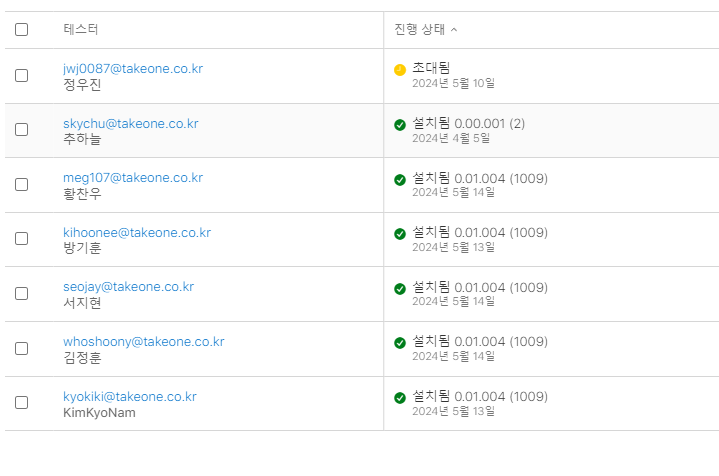 테스터 진행 상태
jwj0087@takeone.co.kr 초대됨
정우진 2024년 5월 10일
skychu@takeone.co.kr 설치됨 0.00.001 (2)
추하늘 2024년 4월 5일
meg107@takeone.co.kr 설치됨 0.01.004 (1009)
황찬우 2024년 5월 14일
kihoonee@takeone.co.kr 설치됨 0.01.004 (1009)
방기훈 2024년 5월 13일
seojay@takeone.co.kr 설치됨 0.01.004 (1009)
서지현 2024년 5월 14일
whoshoony@takeone.co.kr 설치됨 0.01.004 (1009)
김정훈 2024년 5월 14일
kyokiki@takeone.co.kr 설치됨 0.01.004 (1009)
KimKyoNam 2024년 5월 13일